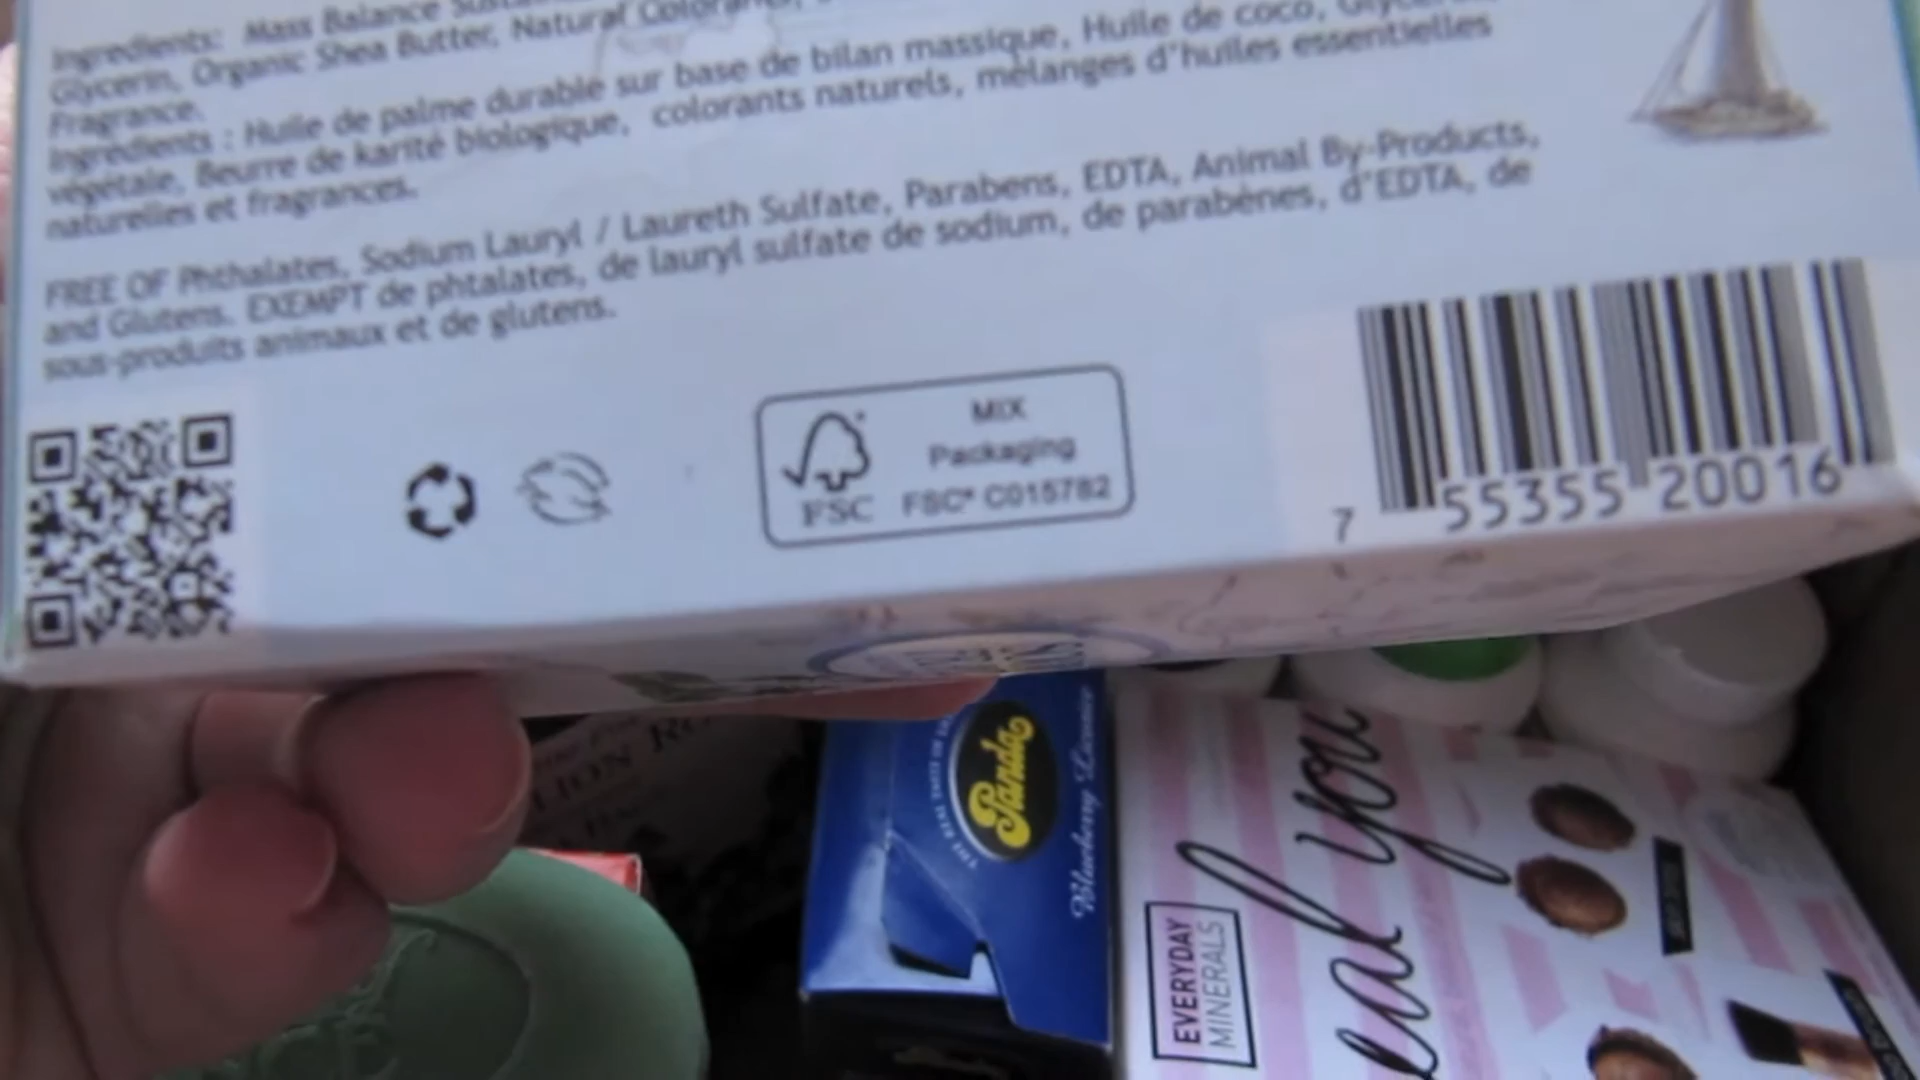 Ingredients: Mass Balance
Glycerin, Organic Shea Butter, Natural
Fragrance.
Ingrédients : Huile de palme durable sur base de bilan massique, Huile de coco,
végétale, Beurre de karité biologique, colorants naturels, mélanges d'huiles essentielles
naturelles et fragrances.
FREE OF Phthalates, Sodium Lauryl / Laureth Sulfate, Parabens, EDTA, Animal By-Products,
and Glutens. EXEMPT de phtalates, de lauryl sulfate de sodium, de parabènes, d'EDTA, de
sous-produits animaux et de glutens.
MIX
Packaging
FSC
FSC® C015782
7 55355 20016
Panda
Blueberry
EVERYDAY
MINERALS
eal you